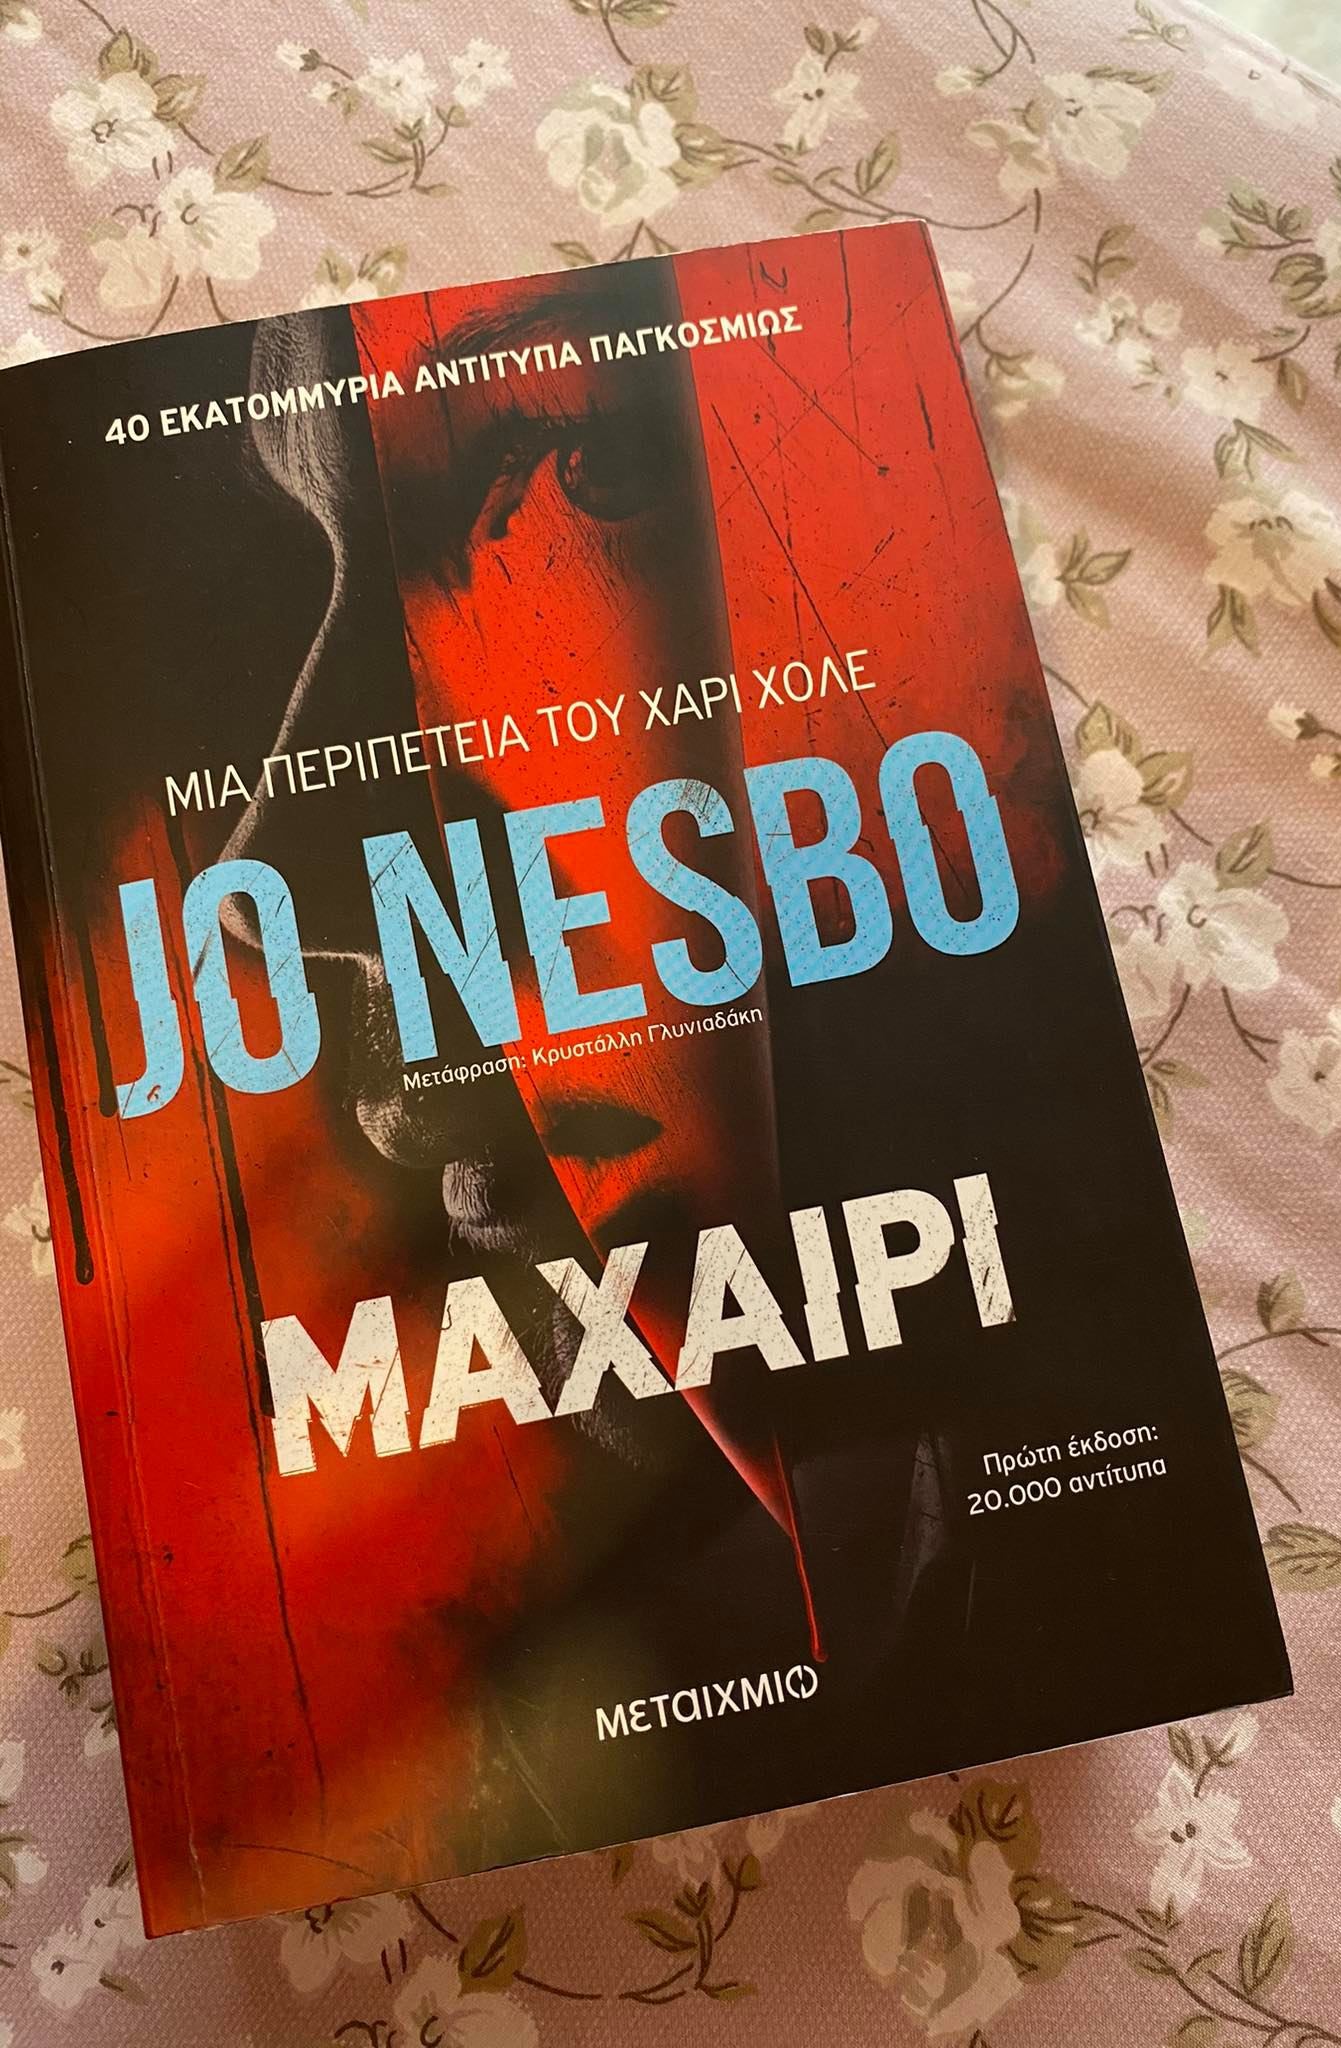 40 ΕΚΑΤΟΜΜΥΡΙΑ ΑΝΤΙΤΥΠΑ ΠΑΓΚΟΣΜΙΩΣ
ΜΙΑ ΠΕΡΙΠΕΤΕΙΑ ΤΟΥ ΧΑΡΙ ΧΟΛΕ
JO NESBO
Μετάφραση: Κρυστάλλη Γλυνιαδάκη
ΜΑΧΑΙΡΙ
Πρώτη έκδοση:
20.000 αντίτυπα
ΜΕΤΑΙΧΜΙΟ